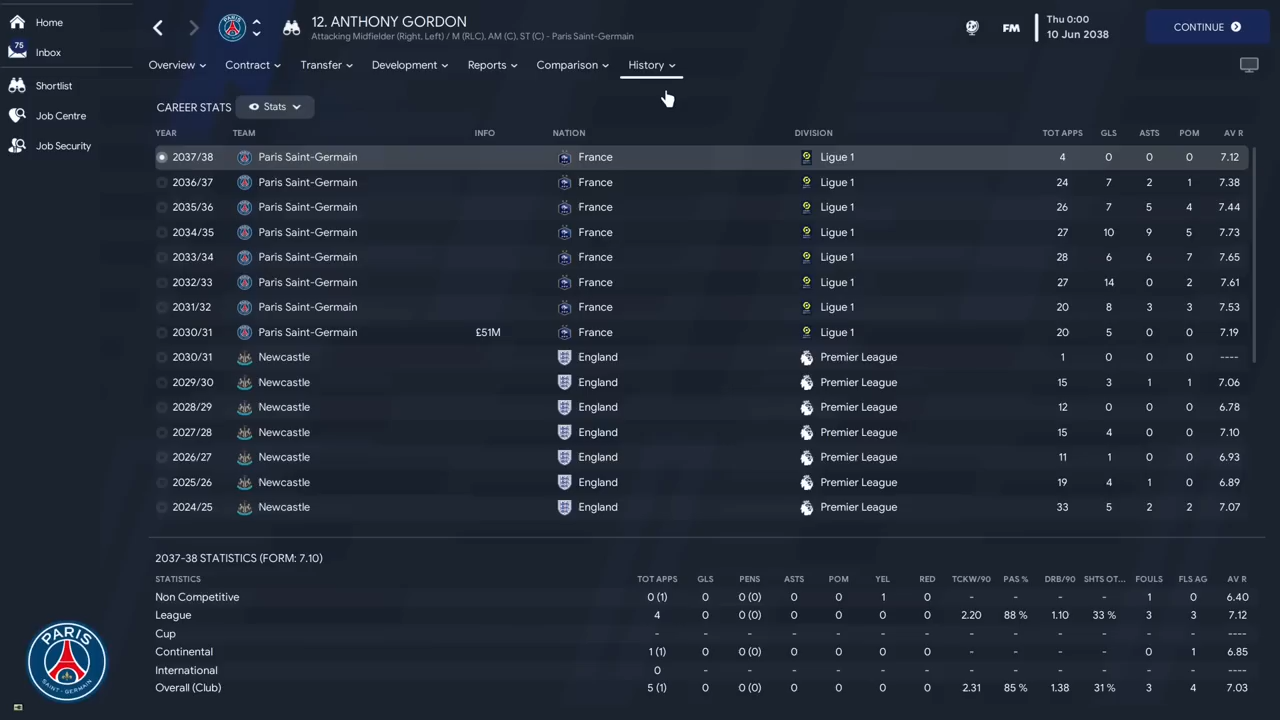 Home
75
Inbox
Shortlist
Job Centre
Job Security
PARIS
12. ANTHONY GORDON
Attacking Midfielder (Right, Left) / M (RLC), AM (C), ST (C) - Paris Saint-Germain
FM
Thu 0:00
10 Jun 2038
CONTINUE
Overview Contract Transfer Development Reports Comparison History
CAREER STATS Stats
YEAR TEAM INFO NATION DIVISION TOT APPS GLS ASTS POM AV R
2037/38 Paris Saint-Germain France Ligue 1 4 0 0 0 7.12
2036/37 Paris Saint-Germain France Ligue 1 24 7 2 1 7.38
2035/36 Paris Saint-Germain France Ligue 1 26 7 5 4 7.44
2034/35 Paris Saint-Germain France Ligue 1 27 10 9 5 7.73
2033/34 Paris Saint-Germain France Ligue 1 28 6 6 7 7.65
2032/33 Paris Saint-Germain France Ligue 1 27 14 0 2 7.61
2031/32 Paris Saint-Germain France Ligue 1 20 8 3 3 7.53
2030/31 Paris Saint-Germain £51M France Ligue 1 20 5 0 0 7.19
2030/31 Newcastle England Premier League 1 0 0 0 ----
2029/30 Newcastle England Premier League 15 3 1 1 7.06
2028/29 Newcastle England Premier League 12 0 0 0 6.78
2027/28 Newcastle England Premier League 15 4 0 0 7.10
2026/27 Newcastle England Premier League 11 1 0 0 6.93
2025/26 Newcastle England Premier League 19 4 1 0 6.89
2024/25 Newcastle England Premier League 33 5 2 2 7.07
2037-38 STATISTICS (FORM: 7.10)
STATISTICS TOT APPS GLS PENS ASTS POM YEL RED TCKW/90 PAS % DRB/90 SHTS OT... FOULS FLS AG AV R
Non Competitive 0 (1) 0 0 (0) 0 0 1 0 - - - - 1 0 6.40
League 4 0 0 (0) 0 0 0 0 2.20 88 % 1.10 33 % 3 3 7.12
Cup - - - - - - - - - - - - - ----
Continental 1 (1) 0 0 (0) 0 0 0 0 - - - - 0 1 6.85
International 0 - - - - - - - - - - - - ----
Overall (Club) 5 (1) 0 0 (0) 0 0 0 0 2.31 85 % 1.38 31 % 3 4 7.03
PARIS
SAINT-GERMAIN